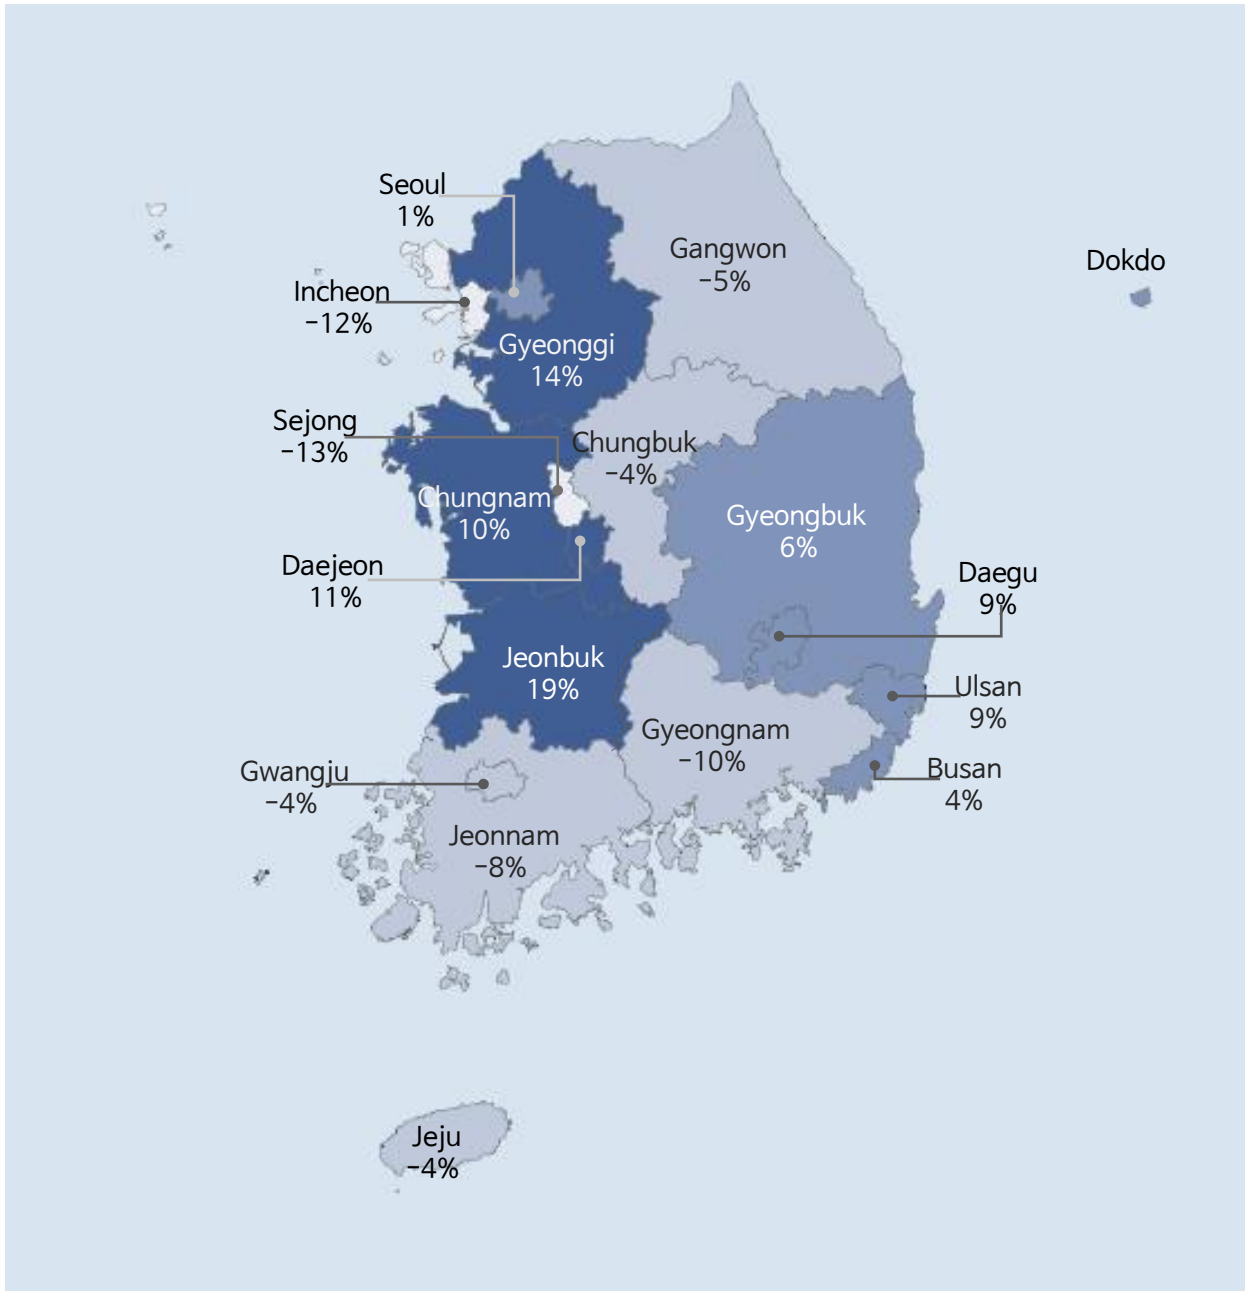 Seoul
1%
Gangwon
−5%
Dokdo
Incheon
−12%
Gyeonggi
14%
Sejong
−13%
Chungbuk
−4%
Chungnam
10%
Gyeongbuk
6%
Daejeon
11%
Daegu
9%
Jeonbuk
19%
Ulsan
9%
Gyeongnam
−10%
Gwangju
−4%
Busan
4%
Jeonnam
−8%
Jeju
−4%